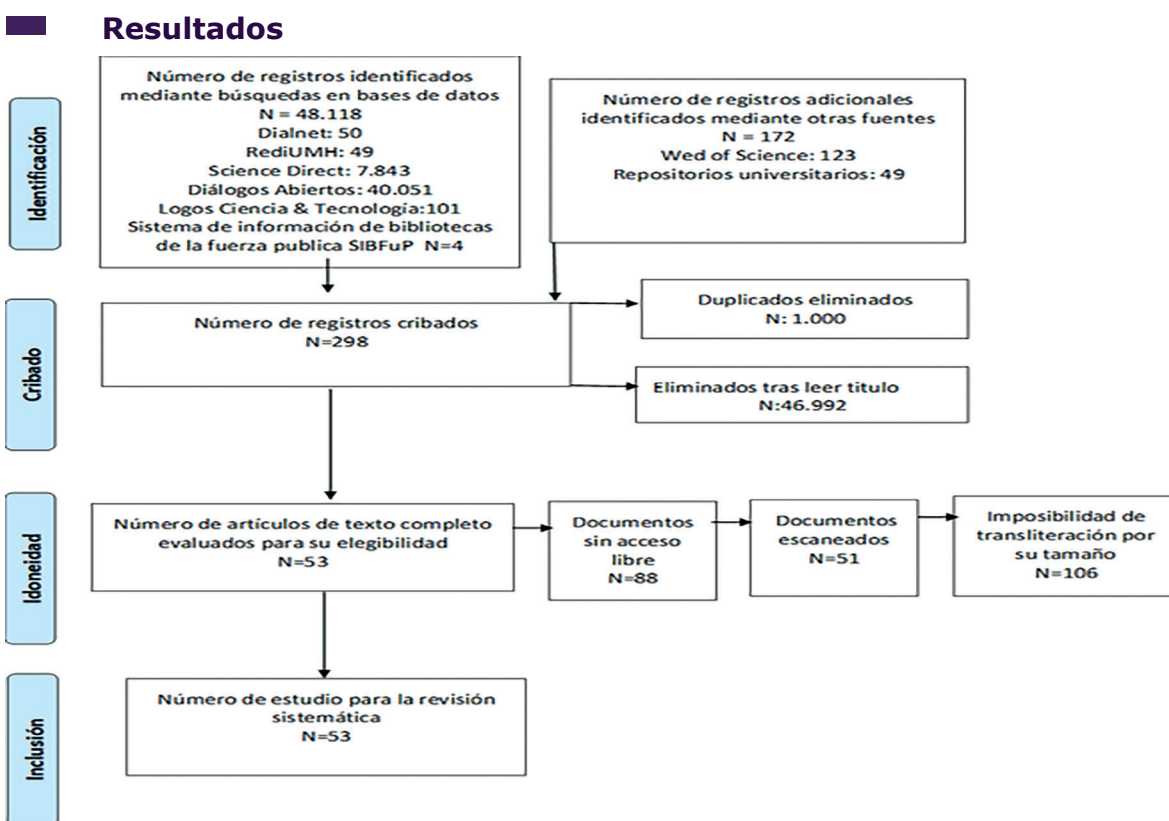 Resultados
Identificación
Número de registros identificados
mediante búsquedas en bases de datos
N = 48.118
Dialnet: 50
RediUMH: 49
Science Direct: 7.843
Diálogos Abiertos: 40.051
Logos Ciencia & Tecnología:101
Sistema de información de bibliotecas
de la fuerza publica SIBFuP N=4
Número de registros adicionales
identificados mediante otras fuentes
N = 172
Wed of Science: 123
Repositorios universitarios: 49
Cribado
Número de registros cribados
N=298
Duplicados eliminados
N: 1.000
Eliminados tras leer titulo
N:46.992
Idoneidad
Número de artículos de texto completo
evaluados para su elegibilidad
N=53
Documentos
sin acceso
libre
N=88
Documentos
escaneados
N=51
Imposibilidad de
transliteración por
su tamaño
N=106
Inclusión
Número de estudio para la revisión
sistemática
N=53